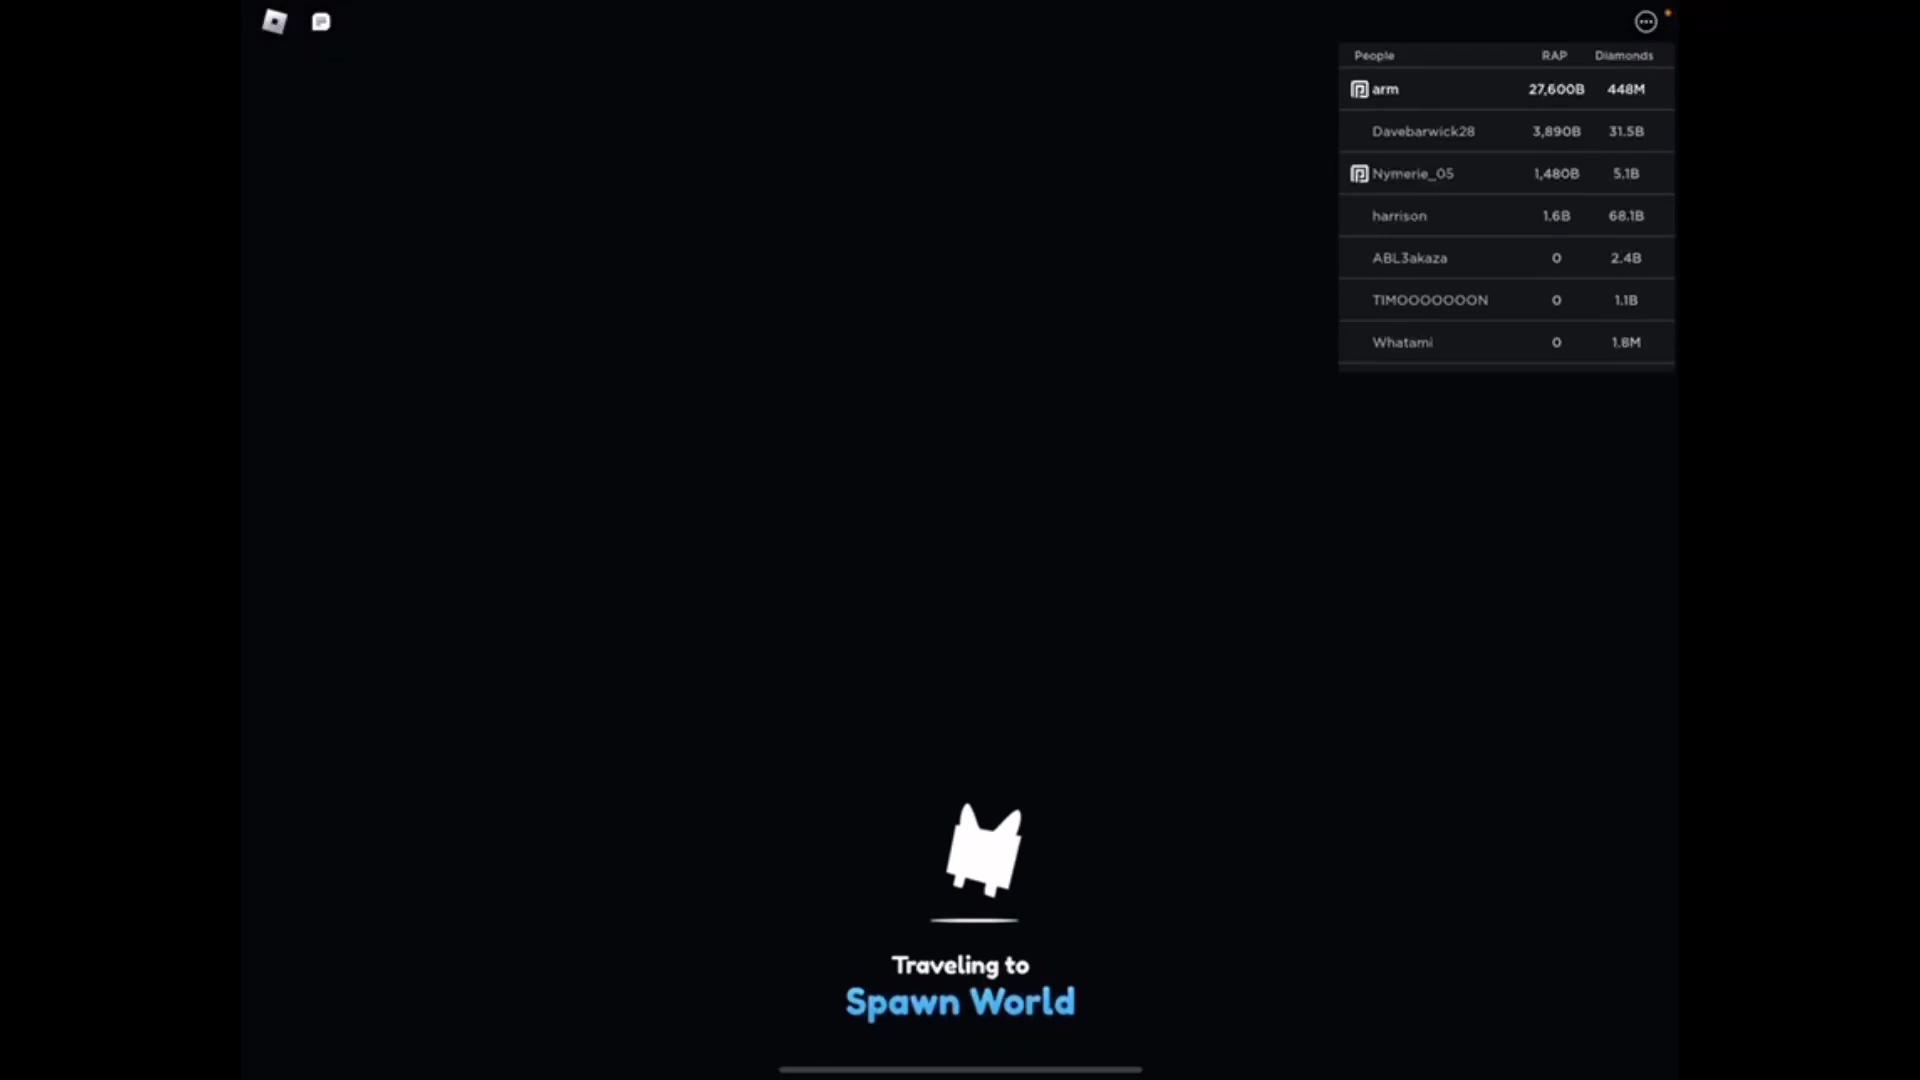 People RAP Diamonds
arm 27,600B 448M
Davebarwick28 3,890B 31.5B
Nymerie_05 1,480B 5.1B
harrison 1.6B 68.1B
ABL3akaza 0 2.4B
TIMOOOOOOON 0 1.1B
Whatami 0 1.8M
Traveling to
Spawn World